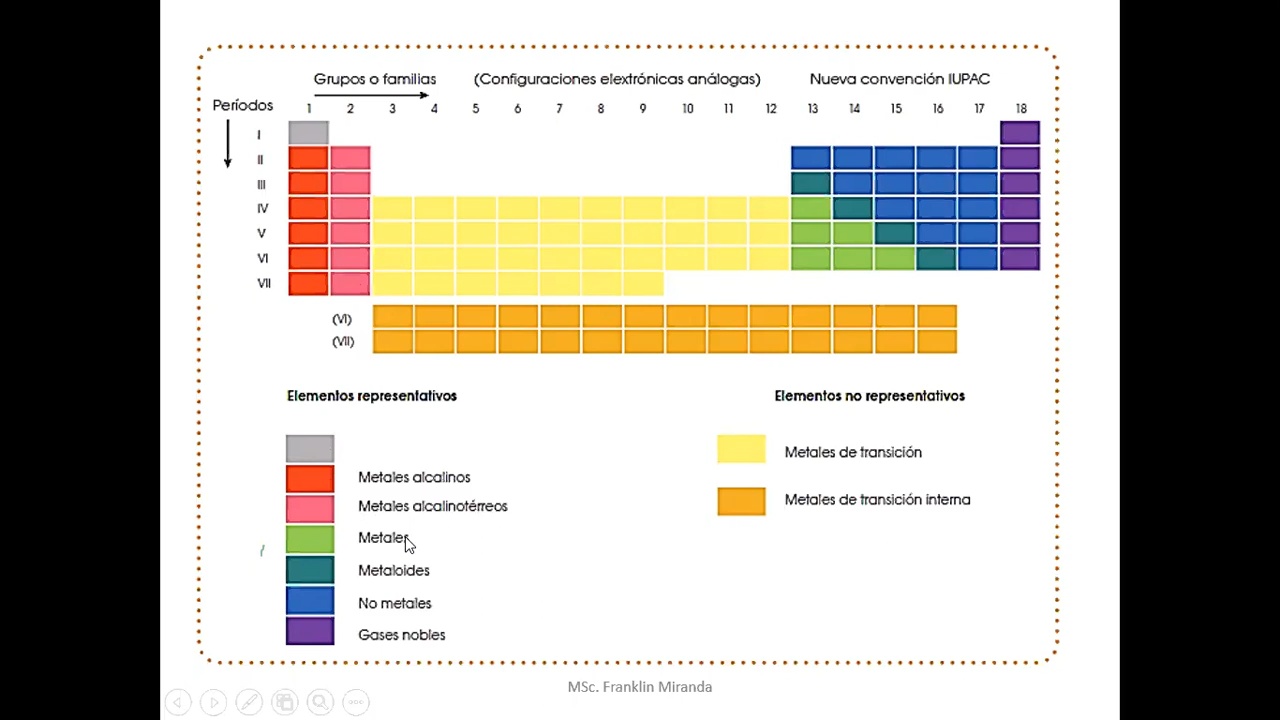 Grupos o familias (Configuraciones elextrónicas análogas) Nueva convención IUPAC
Períodos 1 2 3 4 5 6 7 8 9 10 11 12 13 14 15 16 17 18
I
II
III
IV
V
VI
VII
(VI)
(VII)
Elementos representativos
Metales alcalinos
Metales alcalinotérreos
Metales
Metaloides
No metales
Gases nobles
Elementos no representativos
Metales de transición
Metales de transición interna
MSc. Franklin Miranda